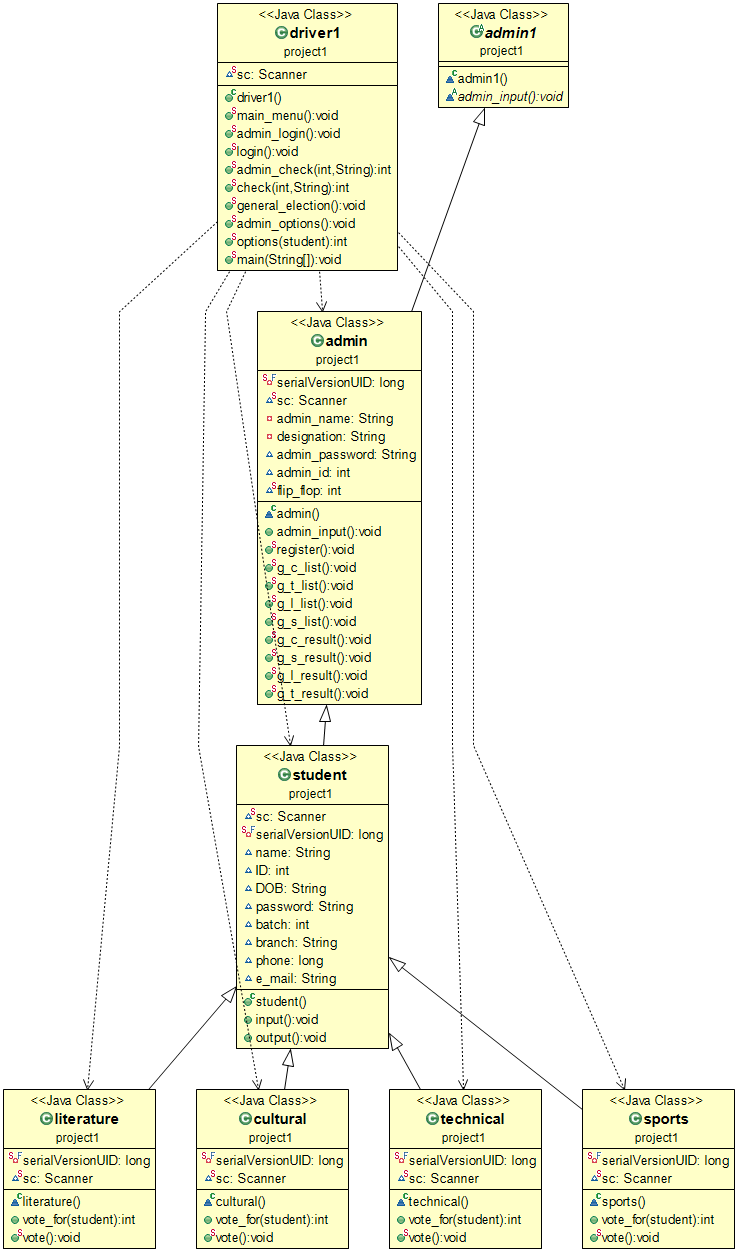 <<Java Class>>
driver1
project1
sc: Scanner
driver1()
main_menu():void
admin_login():void
login():void
admin_check(int,String):int
check(int,String):int
general_election():void
admin_options():void
options(student):int
main(String[]):void
<<Java Class>>
admin1
project1
admin1()
admin_input():void
<<Java Class>>
admin
project1
serialVersionUID: long
sc: Scanner
admin_name: String
designation: String
admin_password: String
admin_id: int
flip_flop: int
admin()
admin_input():void
register():void
g_c_list():void
g_t_list():void
g_l_list():void
g_s_list():void
g_c_result():void
g_s_result():void
g_l_result():void
g_t_result():void
<<Java Class>>
student
project1
sc: Scanner
serialVersionUID: long
name: String
ID: int
DOB: String
password: String
batch: int
branch: String
phone: long
e_mail: String
student()
input():void
output():void
<<Java Class>>
literature
project1
serialVersionUID: long
sc: Scanner
literature()
vote_for(student):int
vote():void
<<Java Class>>
cultural
project1
serialVersionUID: long
sc: Scanner
cultural()
vote_for(student):int
vote():void
<<Java Class>>
technical
project1
serialVersionUID: long
sc: Scanner
technical()
vote_for(student):int
vote():void
<<Java Class>>
sports
project1
serialVersionUID: long
sc: Scanner
sports()
vote_for(student):int
vote():void